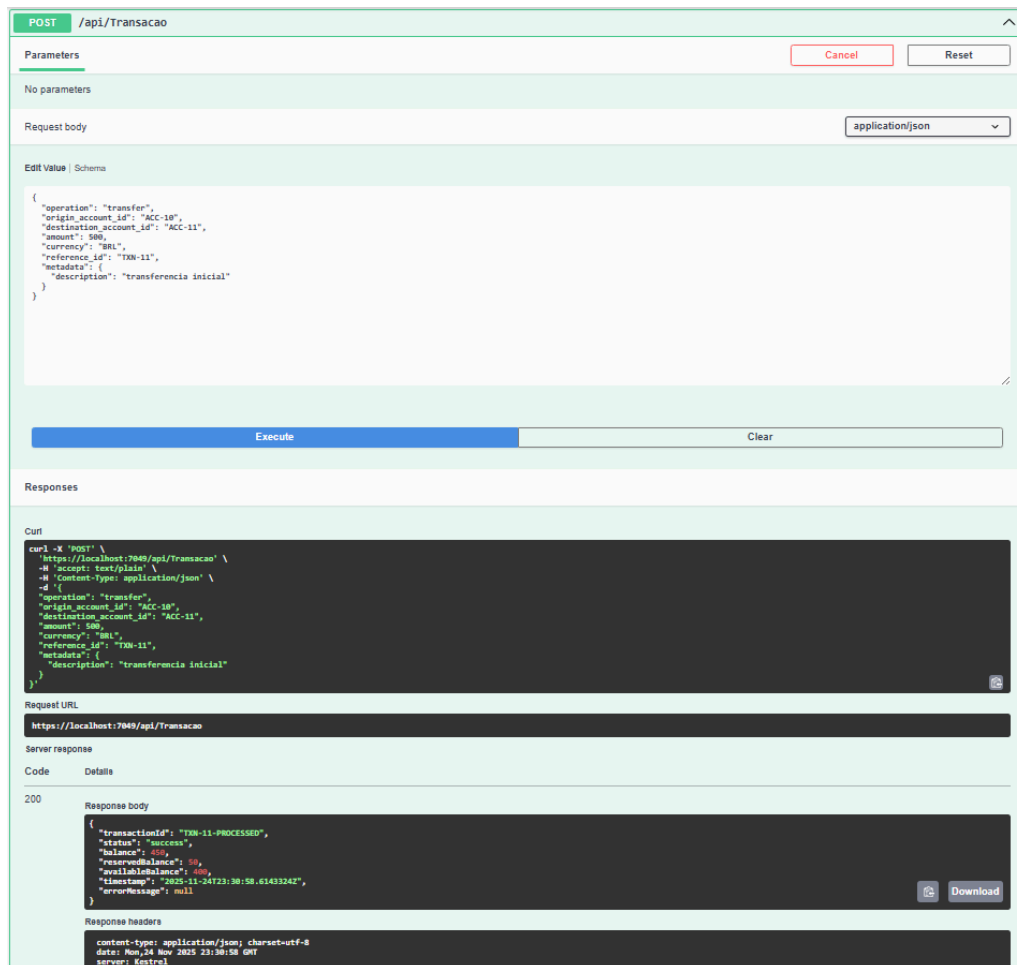 POST /api/Transacao
Parameters
Cancel
Reset
No parameters
Request body
application/json
Edit Value | Schema
{
  "operation": "transfer",
  "origin_account_id": "ACC-10",
  "destination_account_id": "ACC-11",
  "amount": 500,
  "currency": "BRL",
  "reference_id": "TXN-11",
  "metadata": {
    "description": "transferencia inicial"
  }
}
Execute
Clear
Responses
Curl
curl -X 'POST' \
  'https://localhost:7049/api/Transacao' \
  -H 'accept: text/plain' \
  -H 'Content-Type: application/json' \
  -d '{
  "operation": "transfer",
  "origin_account_id": "ACC-10",
  "destination_account_id": "ACC-11",
  "amount": 500,
  "currency": "BRL",
  "reference_id": "TXN-11",
  "metadata": {
    "description": "transferencia inicial"
  }
}'
Request URL
https://localhost:7049/api/Transacao
Server response
Code Details
200
Response body
{
  "transactionId": "TXN-11-PROCESSED",
  "status": "success",
  "balance": 450,
  "reservedBalance": 50,
  "availableBalance": 400,
  "timestamp": "2025-11-24T23:30:58.6143324Z",
  "errorMessage": null
}
Download
Response headers
content-type: application/json; charset=utf-8
date: Mon,24 Nov 2025 23:30:58 GMT
server: Kestrel